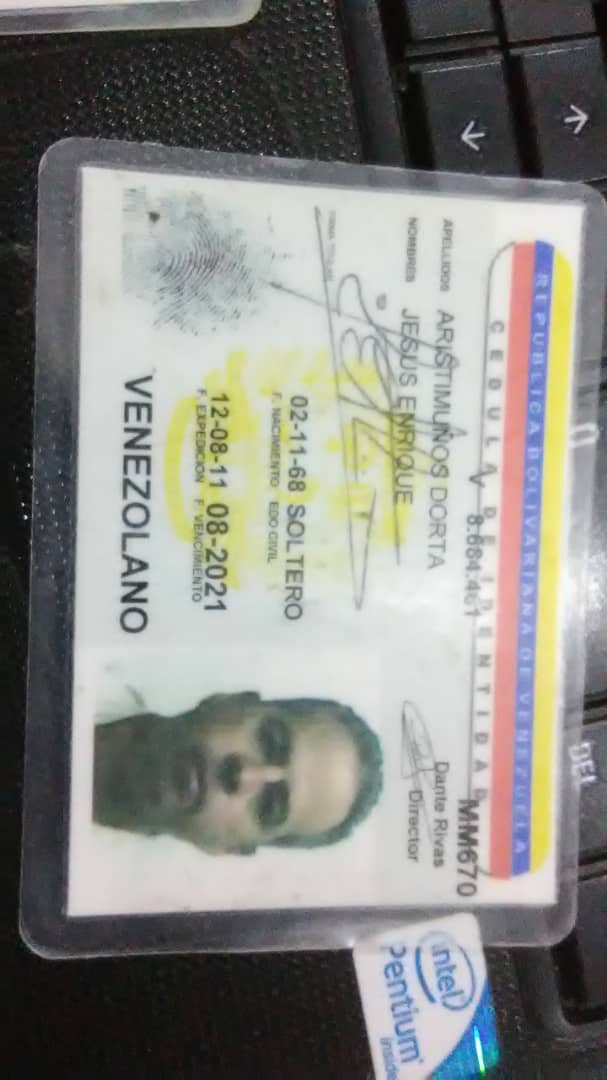 REPUBLICA BOLIVARIANA DE VENEZUELA
CEDULA DE IDENTIDAD
V 8.684.461
MM670
APELLIDOS ARISTIMUÑOS DORTA
Dante Rivas
NOMBRES JESUS ENRIQUE
Director
FIRMA TITULAR
02-11-68 SOLTERO
F. NACIMIENTO EDO CIVIL
12-08-11 08-2021
F. EXPEDICION F. VENCIMIENTO
VENEZOLANO
intel
Pentium
inside
DEL